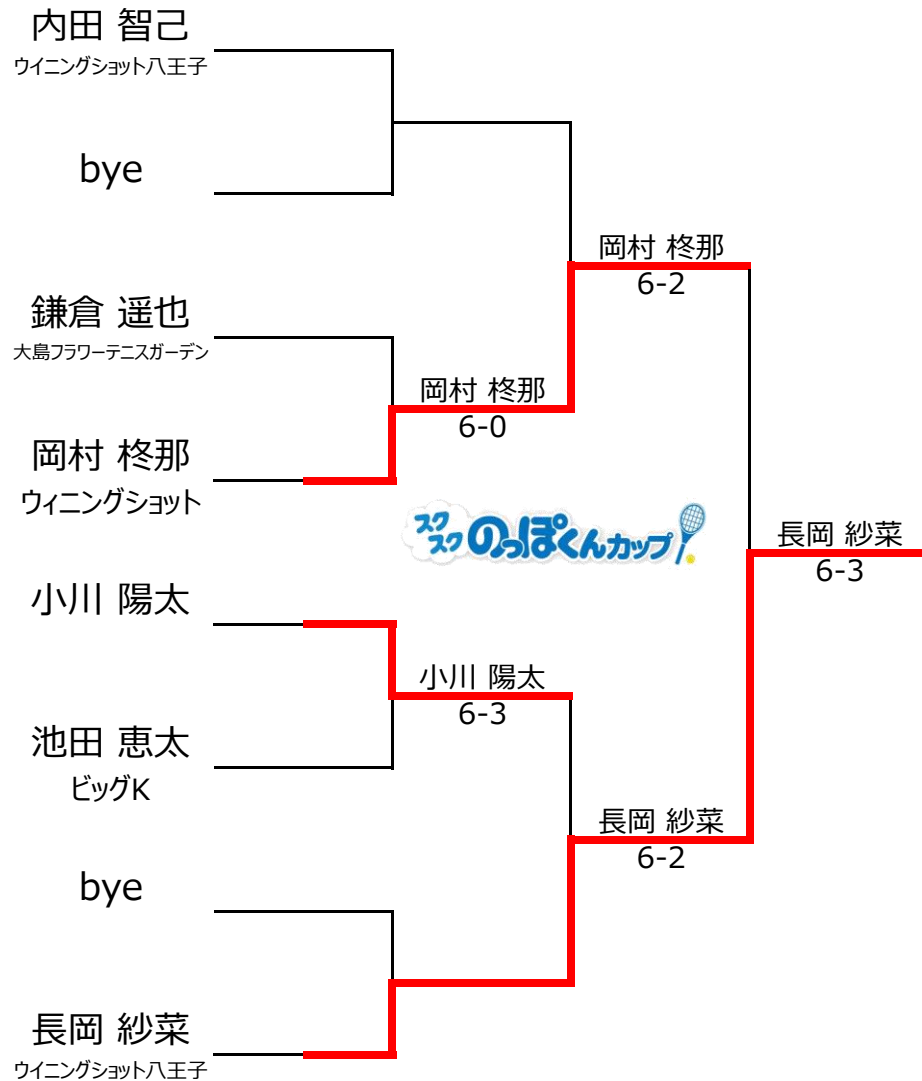 内田 智己
ウイニングショット八王子
bye
岡村 柊那
6-2
鎌倉 遥也
大島フラワーテニスガーデン
岡村 柊那
6-0
岡村 柊那
ウィニングショット
スクスク のっぽくんカップ
長岡 紗菜
6-3
小川 陽太
小川 陽太
6-3
池田 恵太
ビッグK
長岡 紗菜
6-2
bye
長岡 紗菜
ウイニングショット八王子